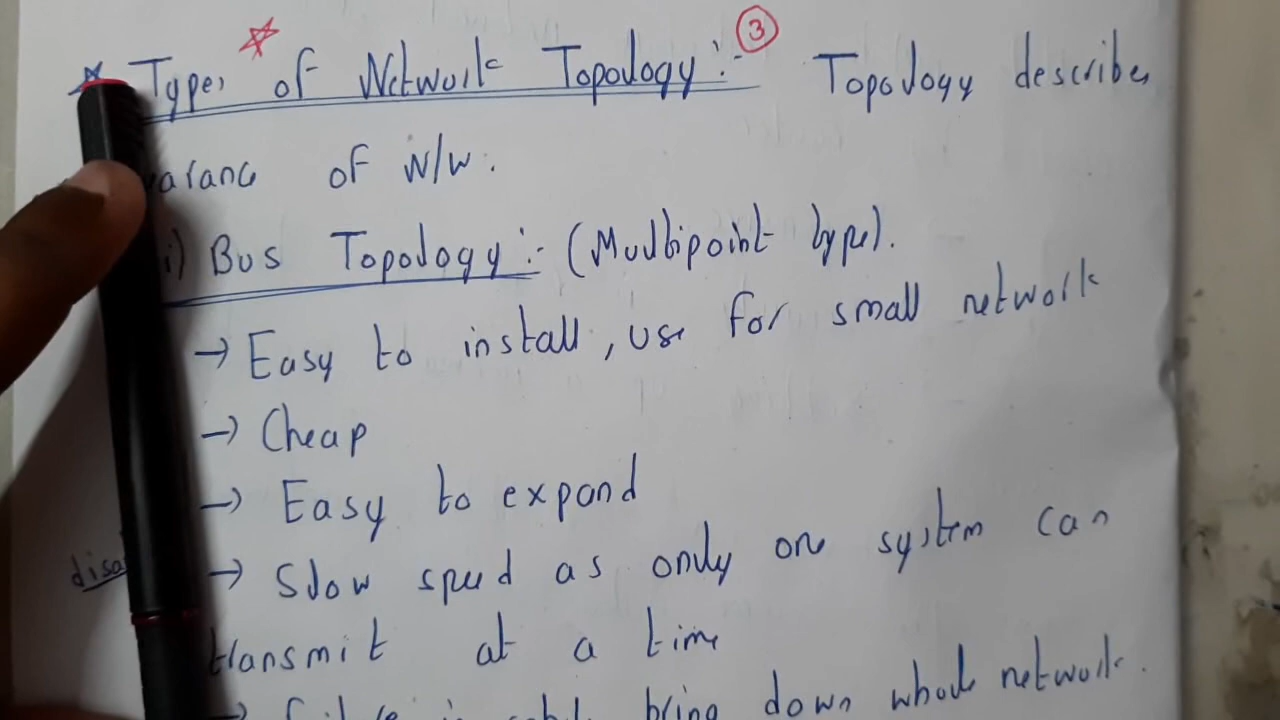 Types of Network Topology :- ③ Topology describes
of N/W.
i) Bus Topology :- (Multipoint type).
→ Easy to install, use for small network
→ Cheap
→ Easy to expand
→ Slow speed as only one system can
transmit at a time
→ bring down whole network.